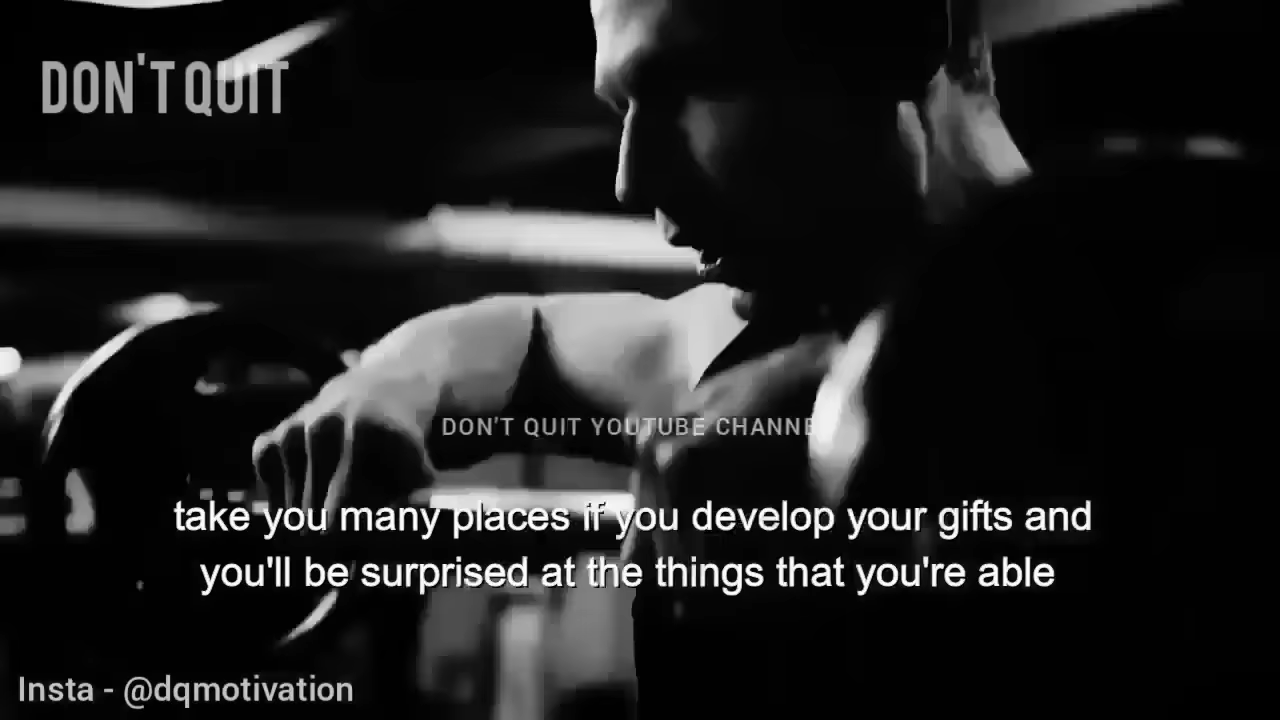 DON'T QUIT
DON'T QUIT YOUTUBE CHANNE
take you many places if you develop your gifts and
you'll be surprised at the things that you're able
Insta - @dqmotivation